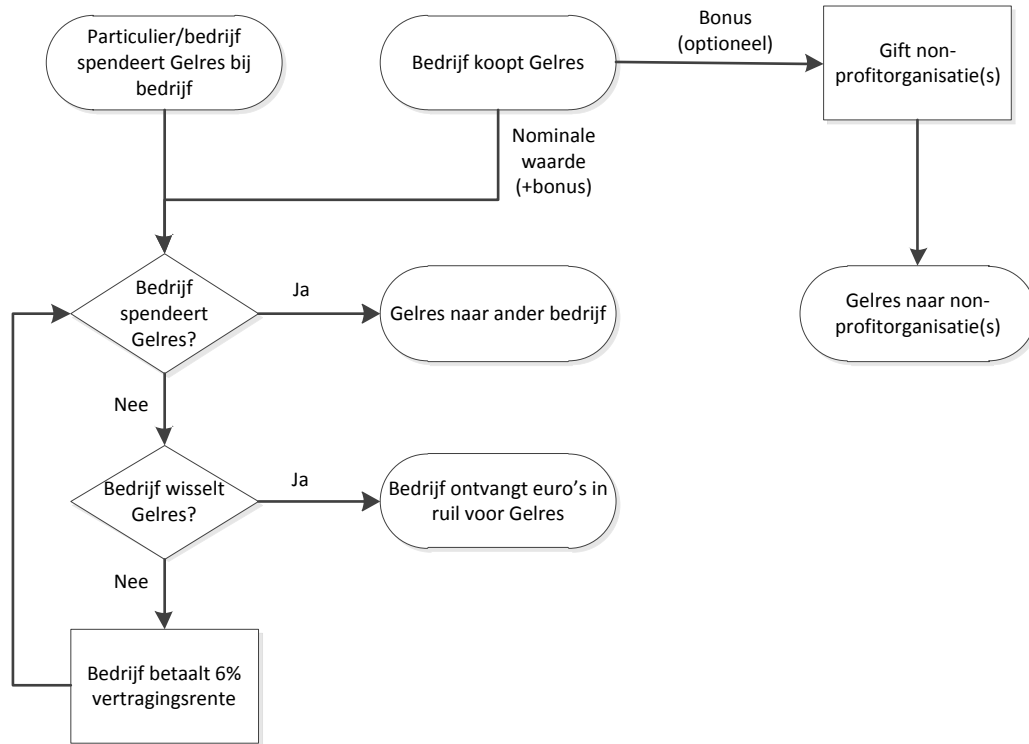 Particulier/bedrijf
spendeert Gelres bij
bedrijf
Bedrijf koopt Gelres
Bonus
(optioneel)
Gift non-
profitorganisatie(s)
Nominale
waarde
(+bonus)
Bedrijf
spendeert
Gelres?
Ja
Gelres naar ander bedrijf
Gelres naar non-
profitorganisatie(s)
Nee
Bedrijf wisselt
Gelres?
Ja
Bedrijf ontvangt euro's in
ruil voor Gelres
Nee
Bedrijf betaalt 6%
vertragingsrente